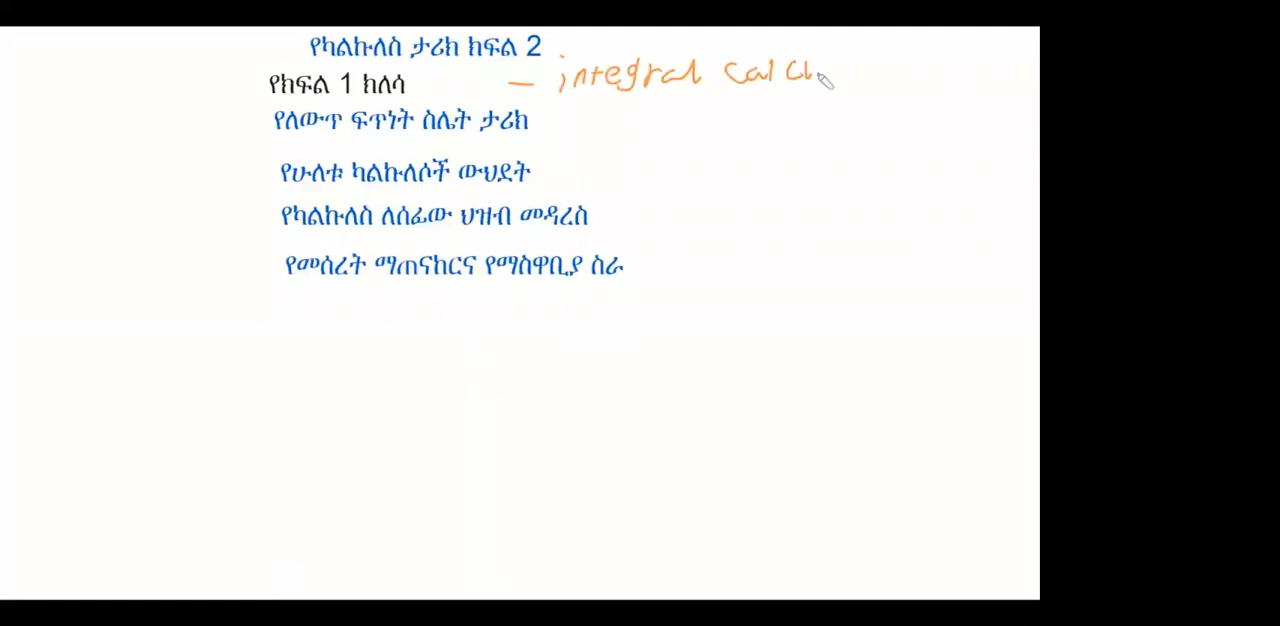 የካልኩለስ ታሪክ ክፍል 2
የክፍል 1 ክለሳ – integral calcu
የለውጥ ፍጥነት ስሌት ታሪክ
የሁለቱ ካልኩለሶች ውህደት
የካልኩለስ ለሰፊው ህዝብ መዳረስ
የመሰረት ማጠናከርና የማስዋቢያ ስራ